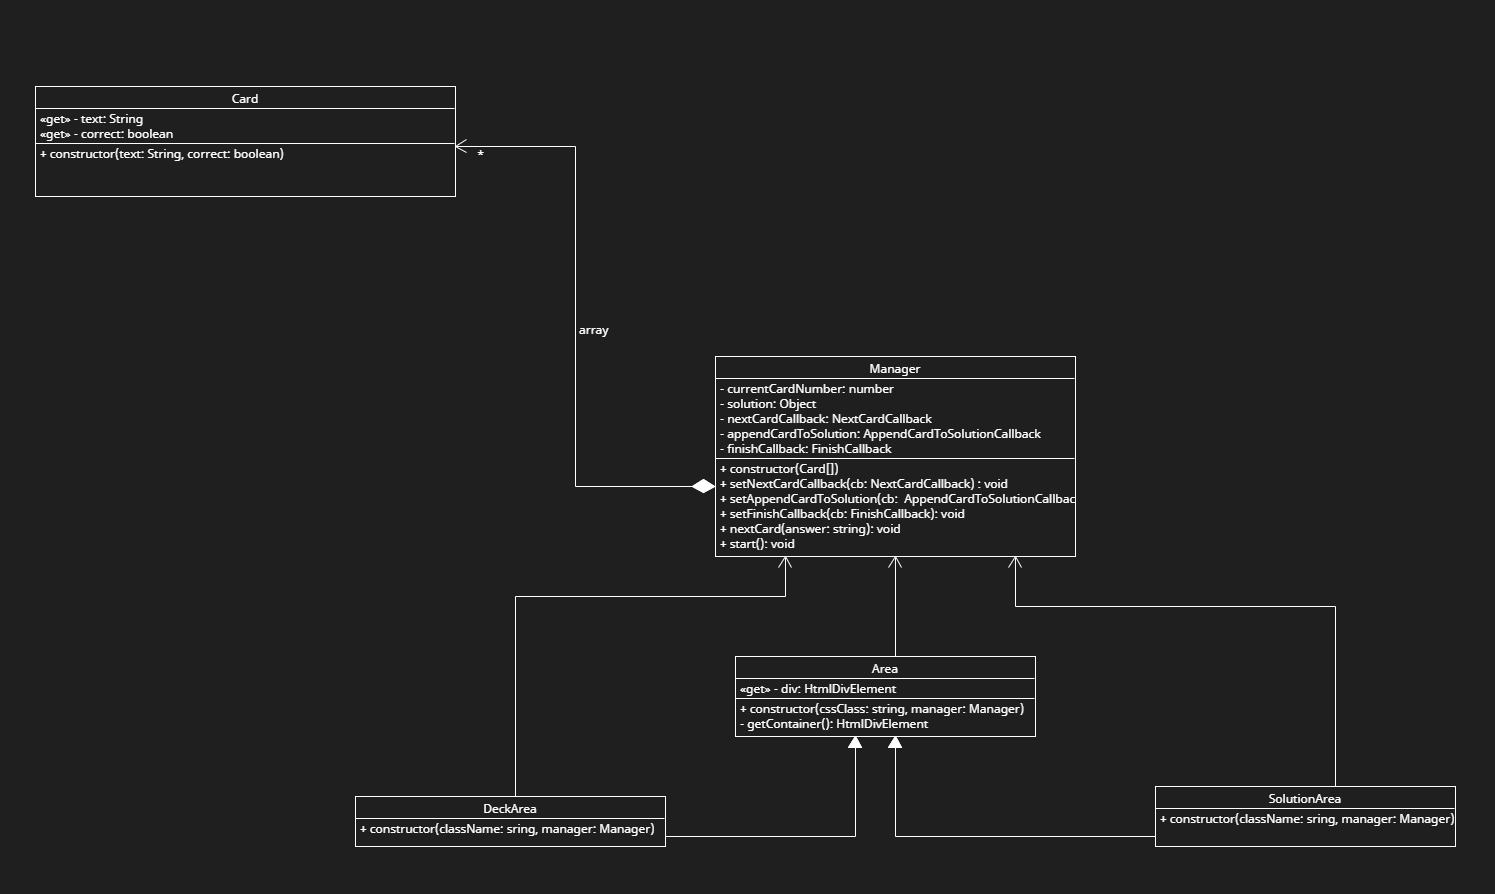 Card
«get» - text: String
«get» - correct: boolean
+ constructor(text: String, correct: boolean)
*
array
Manager
- currentCardNumber: number
- solution: Object
- nextCardCallback: NextCardCallback
- appendCardToSolution: AppendCardToSolutionCallback
- finishCallback: FinishCallback
+ constructor(Card[])
+ setNextCardCallback(cb: NextCardCallback) : void
+ setAppendCardToSolution(cb:  AppendCardToSolutionCallbac
+ setFinishCallback(cb: FinishCallback): void
+ nextCard(answer: string): void
+ start(): void
Area
«get» - div: HtmlDivElement
+ constructor(cssClass: string, manager: Manager)
- getContainer(): HtmlDivElement
DeckArea
+ constructor(className: sring, manager: Manager)
SolutionArea
+ constructor(className: sring, manager: Manager)